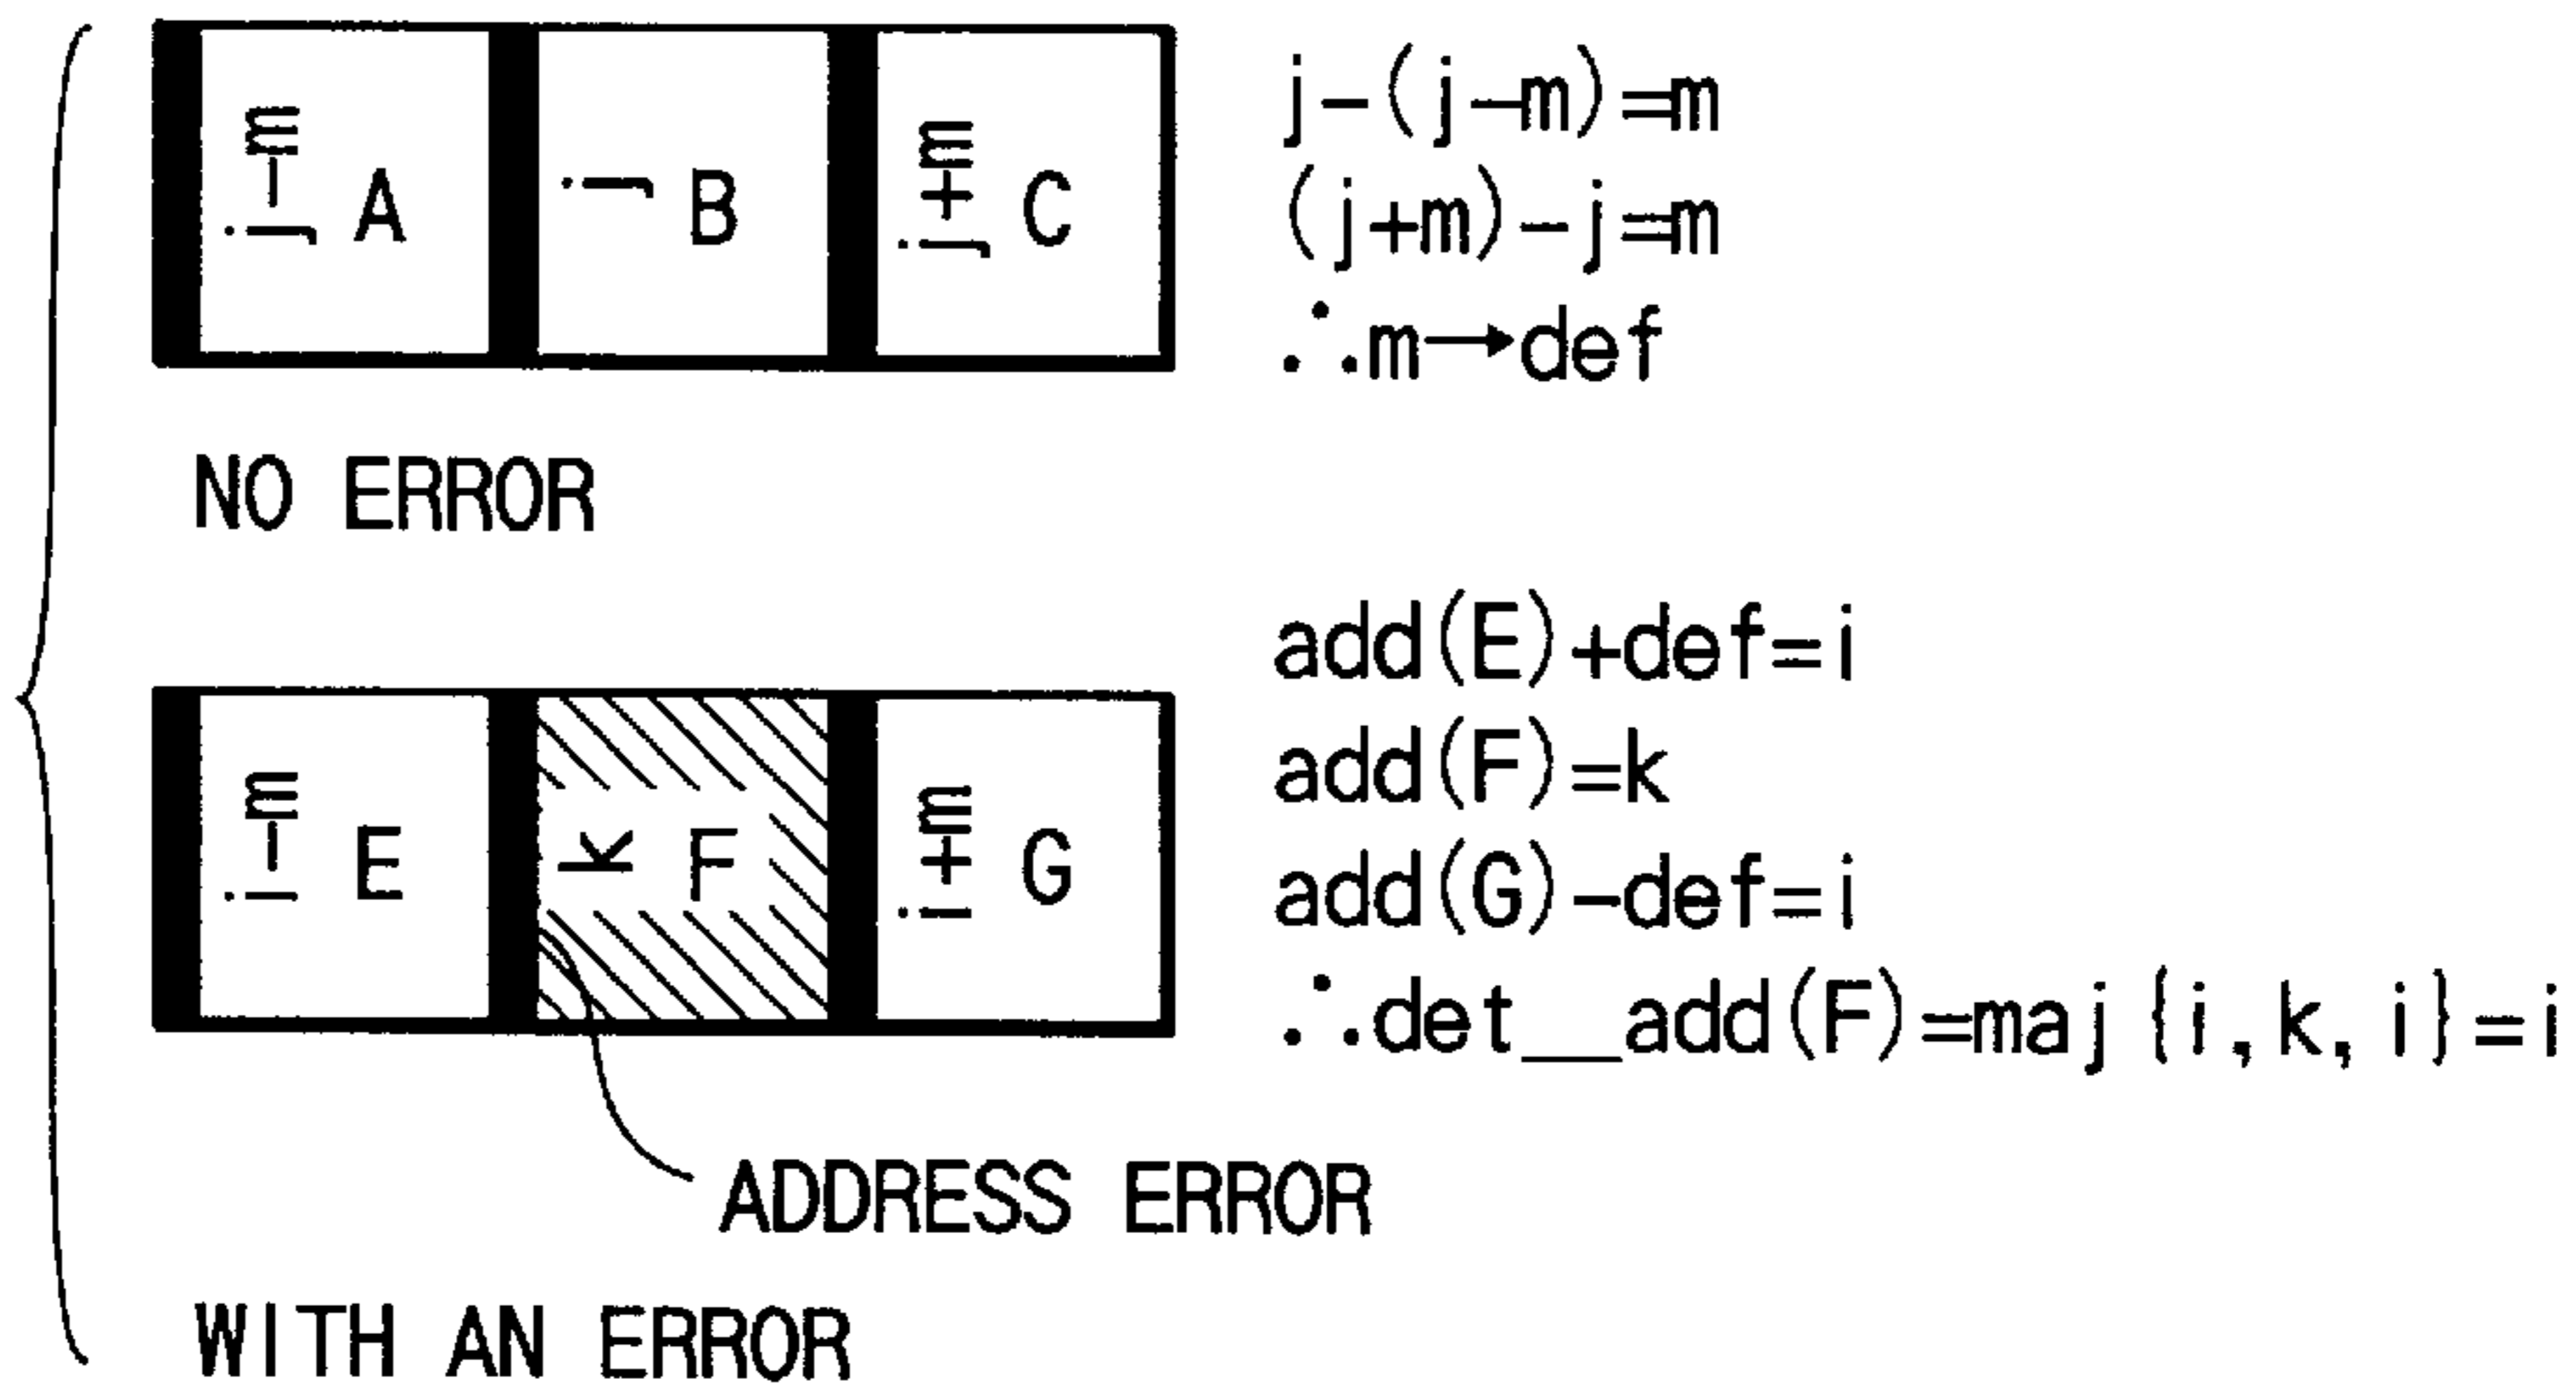 j-m A
j B
j+m C
j-(j-m)=m
(j+m)-j=m
∴m→def
NO ERROR
i-m E
k F
i+m G
add(E)+def=i
add(F)=k
add(G)-def=i
∴det__add(F)=maj{i,k,i}=i
ADDRESS ERROR
WITH AN ERROR